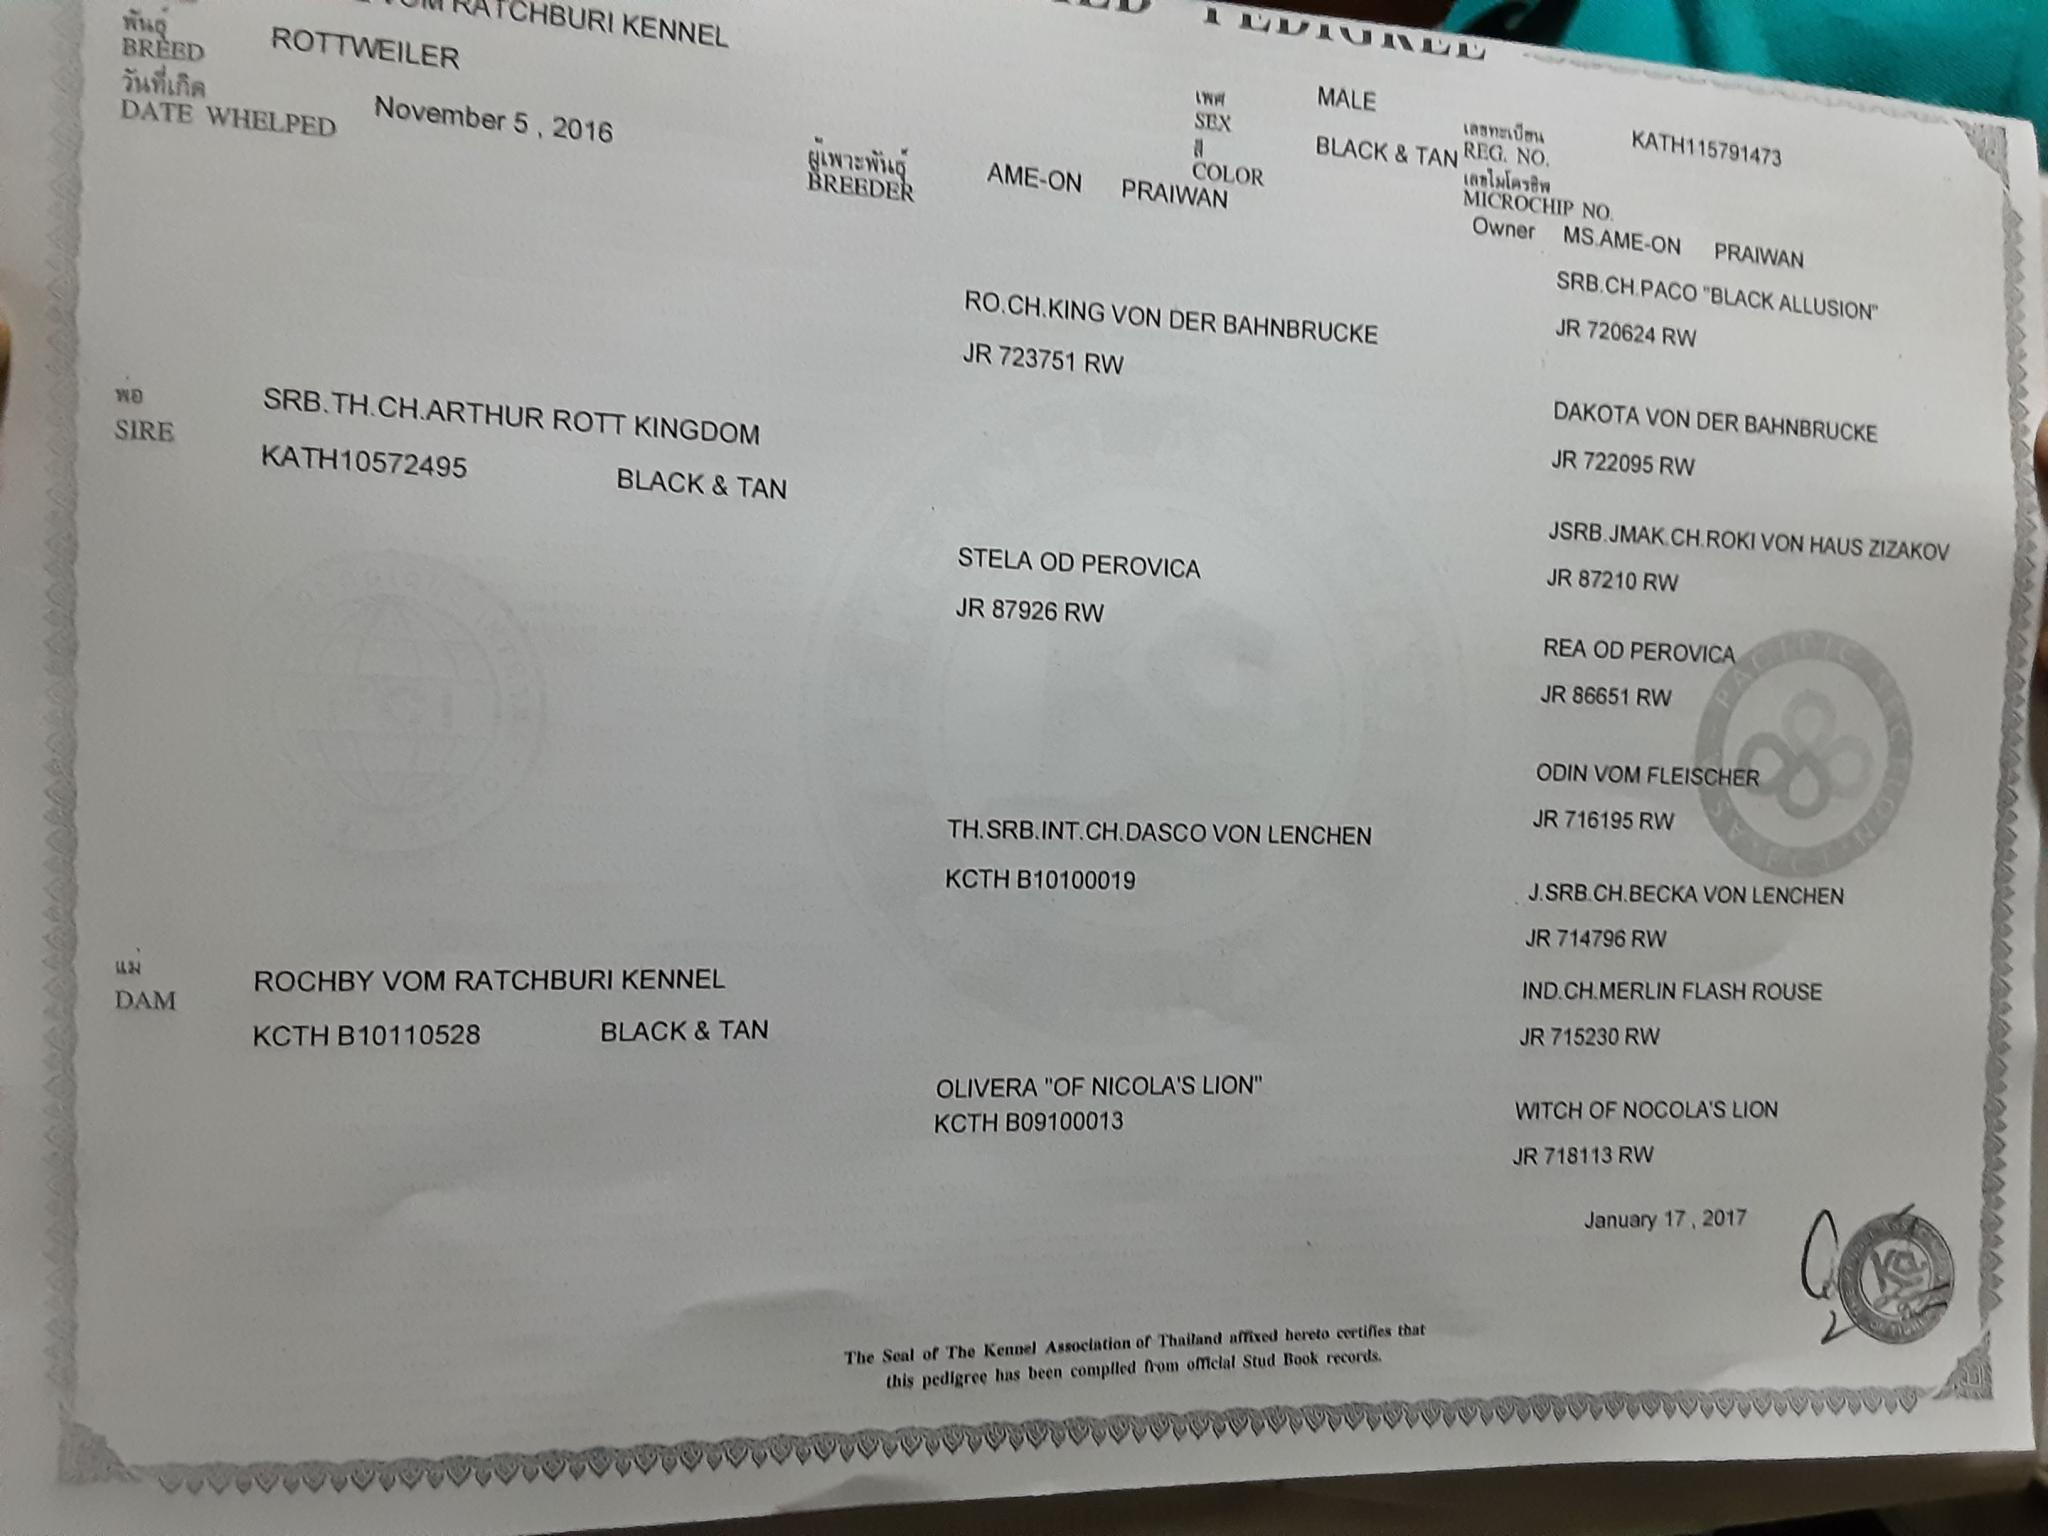 VOM RATCHBURI KENNEL
PEDIGREE
พันธุ์
BREED ROTTWEILER
วันที่เกิด
DATE WHELPED November 5 , 2016
ผู้เพาะพันธุ์
BREEDER AME-ON PRAIWAN
เพศ
SEX MALE
สี
COLOR BLACK & TAN
เลขทะเบียน
REG. NO. KATH115791473
เลขไมโครชิพ
MICROCHIP NO.
Owner MS.AME-ON PRAIWAN
พ่อ
SIRE
SRB.TH.CH.ARTHUR ROTT KINGDOM
KATH10572495 BLACK & TAN
แม่
DAM
ROCHBY VOM RATCHBURI KENNEL
KCTH B10110528 BLACK & TAN
RO.CH.KING VON DER BAHNBRUCKE
JR 723751 RW
STELA OD PEROVICA
JR 87926 RW
TH.SRB.INT.CH.DASCO VON LENCHEN
KCTH B10100019
OLIVERA "OF NICOLA'S LION"
KCTH B09100013
SRB.CH.PACO "BLACK ALLUSION"
JR 720624 RW
DAKOTA VON DER BAHNBRUCKE
JR 722095 RW
JSRB.JMAK.CH.ROKI VON HAUS ZIZAKOV
JR 87210 RW
REA OD PEROVICA
JR 86651 RW
ODIN VOM FLEISCHER
JR 716195 RW
J.SRB.CH.BECKA VON LENCHEN
JR 714796 RW
IND.CH.MERLIN FLASH ROUSE
JR 715230 RW
WITCH OF NOCOLA'S LION
JR 718113 RW
January 17 , 2017
The Seal of The Kennel Association of Thailand affixed hereto certifies that
this pedigree has been compiled from official Stud Book records.